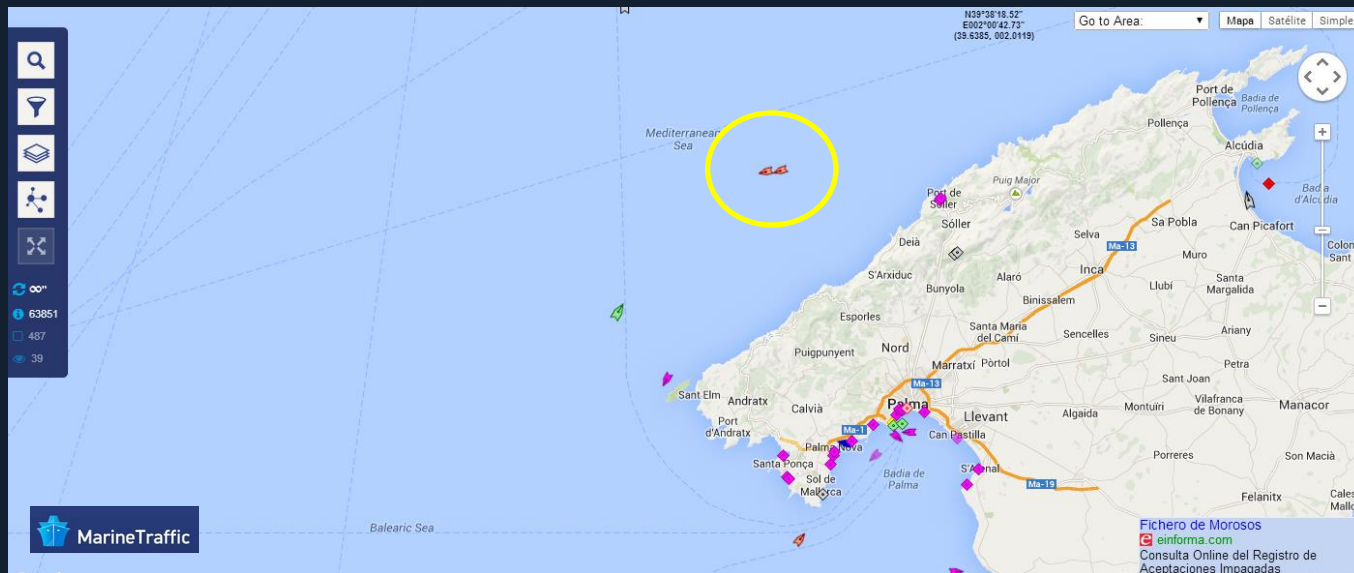 N39°38'18.52"
E002°00'42.73"
(39.6385, 002.0119)
Go to Area:
Mapa
Satélite
Simple
Port de
Pollença
Badia de
Pollença
Pollença
Mediterranean
Sea
Alcúdia
Puig Major
Badia
d'Alcúdia
Port de
Sóller
Sóller
Sa Pobla
Can Picafort
Deià
Selva
Ma-13
Colon
Sant
Muro
S'Arxiduc
Alaró
Inca
Santa
Margalida
Bunyola
Llubí
∞"
63851
487
39
Binissalem
Esporles
Santa Maria
del Camí
Sencelles
Sineu
Ariany
Nord
Puigpunyent
Marratxí
Pòrtol
Petra
Sant Joan
Ma-13
Sant Elm
Andratx
Calvià
Palma
Llevant
Algaida
Montuïri
Vilafranca
de Bonany
Manacor
Port
d'Andratx
Ma-1
Can Pastilla
Palma Nova
Santa Ponça
Porreres
Son Macià
S'Arenal
Sol de
Mallorca
Badia de
Palma
Ma-19
Felanitx
Cales
Mallo
MarineTraffic
Balearic Sea
Fichero de Morosos
einforma.com
Consulta Online del Registro de
Aceptaciones Impagadas